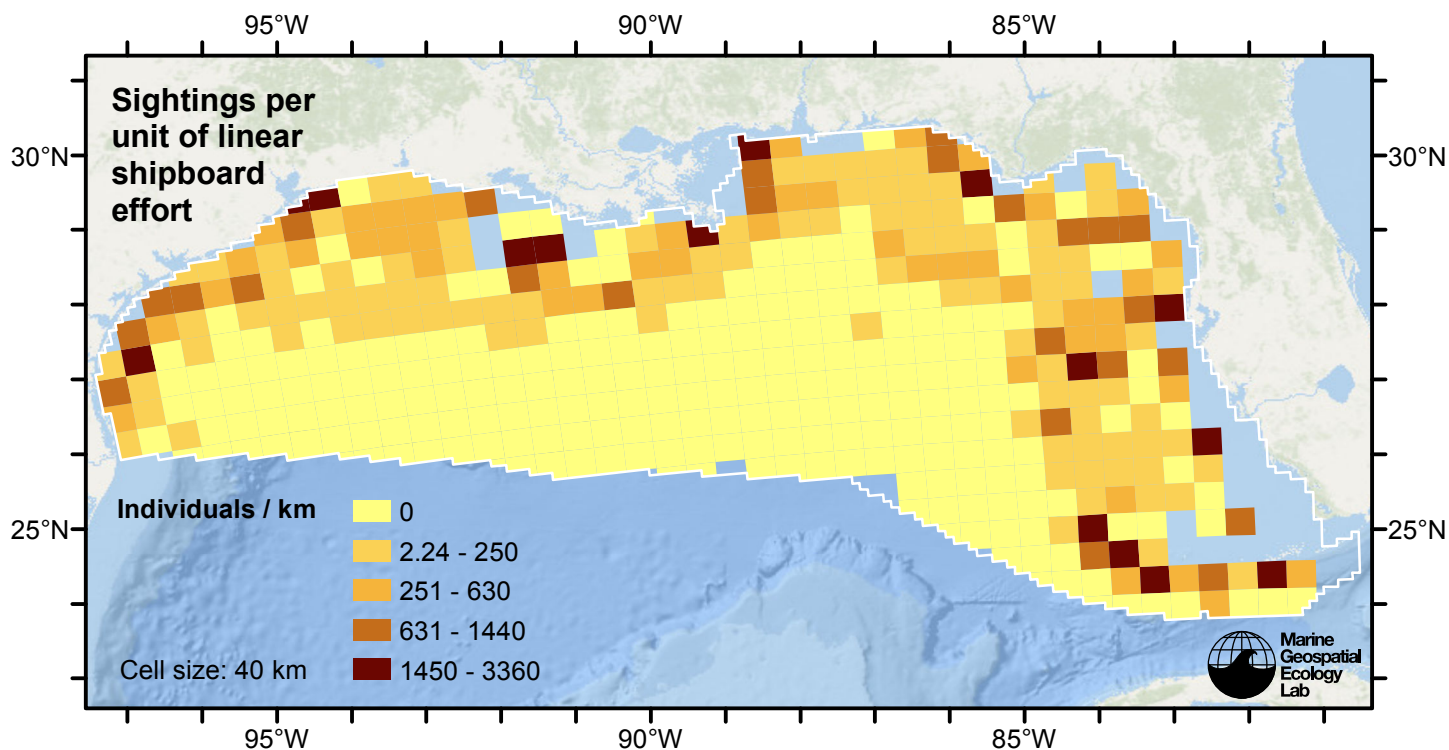 95°W 90°W 85°W
Sightings per
unit of linear
shipboard
effort
30°N 30°N
25°N 25°N
Individuals / km
0
2.24 - 250
251 - 630
631 - 1440
1450 - 3360
Cell size: 40 km
Marine
Geospatial
Ecology
Lab
95°W 90°W 85°W